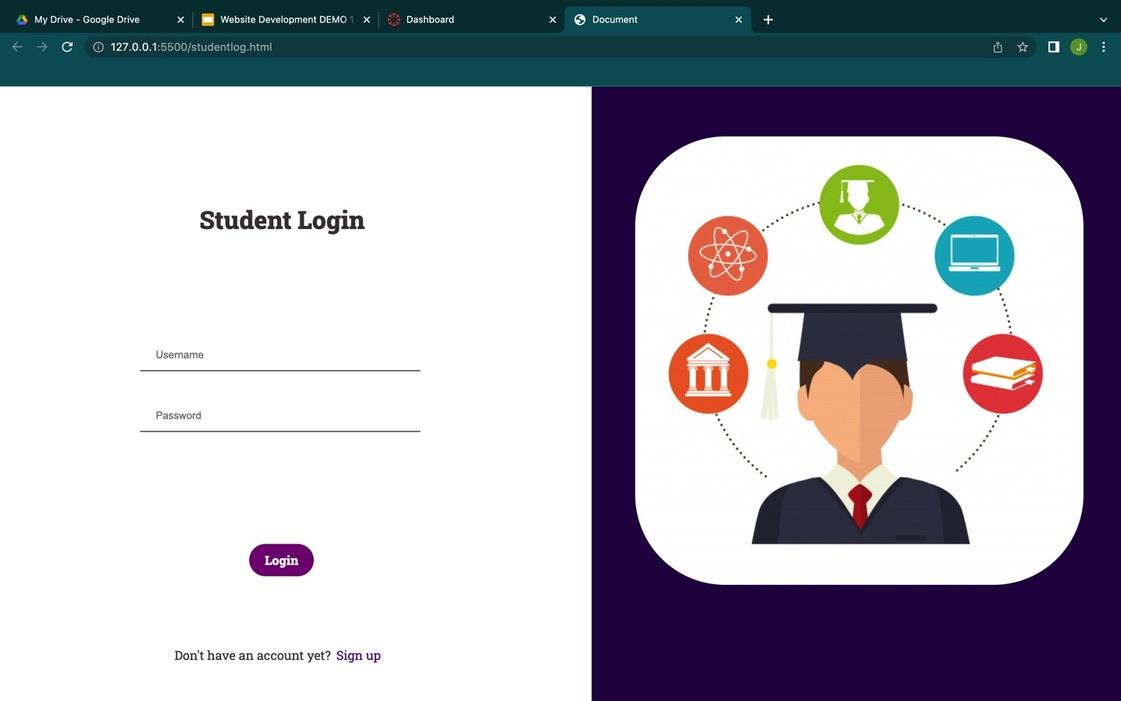 My Drive - Google Drive
Website Development DEMO 1
Dashboard
Document
127.0.0.1:5500/studentlog.html
J
Student Login
Username
Password
Login
Don't have an account yet? Sign up